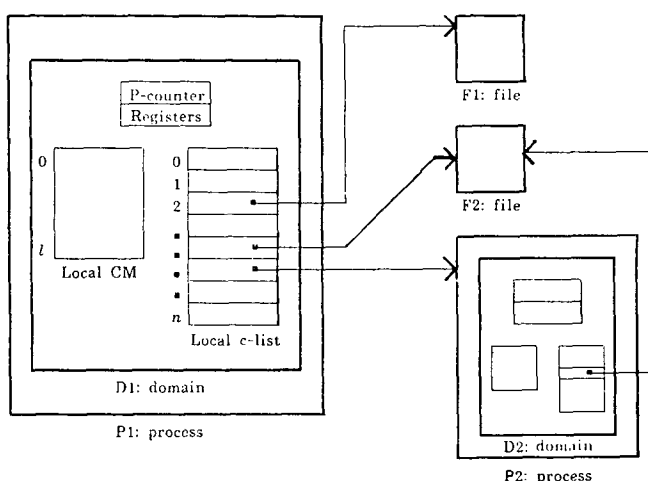 P-counter
Registers
0
l
Local CM
0
1
2
n
Local c-list
D1: domain
P1: process
F1: file
F2: file
D2: domain
P2: process